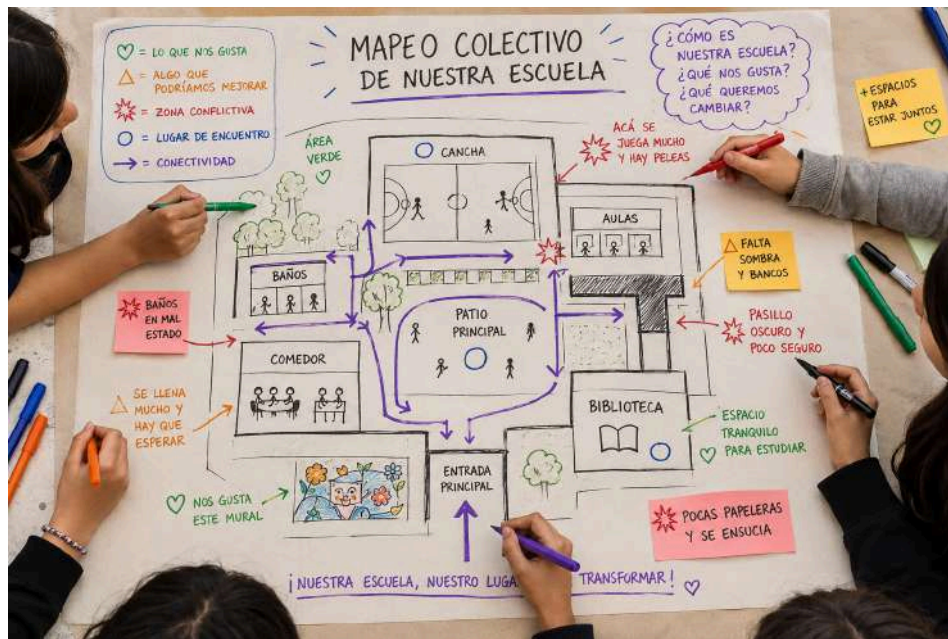 MAPEO COLECTIVO
DE NUESTRA ESCUELA
= LO QUE NOS GUSTA
= ALGO QUE
PODRÍAMOS MEJORAR
= ZONA CONFLICTIVA
= LUGAR DE ENCUENTRO
= CONECTIVIDAD
¿CÓMO ES
NUESTRA ESCUELA?
¿QUÉ NOS GUSTA?
¿QUÉ QUEREMOS
CAMBIAR?
+ ESPACIOS
PARA
ESTAR JUNTOS
ÁREA
VERDE
CANCHA
ACÁ SE
JUEGA MUCHO
Y HAY PELEAS
AULAS
FALTA
SOMBRA
Y BANCOS
BAÑOS
BAÑOS
EN MAL
ESTADO
PATIO
PRINCIPAL
PASILLO
OSCURO Y
POCO SEGURO
COMEDOR
SE LLENA
MUCHO Y
HAY QUE
ESPERAR
BIBLIOTECA
ESPACIO
TRANQUILO
PARA ESTUDIAR
ENTRADA
PRINCIPAL
NOS GUSTA
ESTE MURAL
POCAS PAPELERAS
Y SE ENSUCIA
¡NUESTRA ESCUELA, NUESTRO TRANSFORMAR!